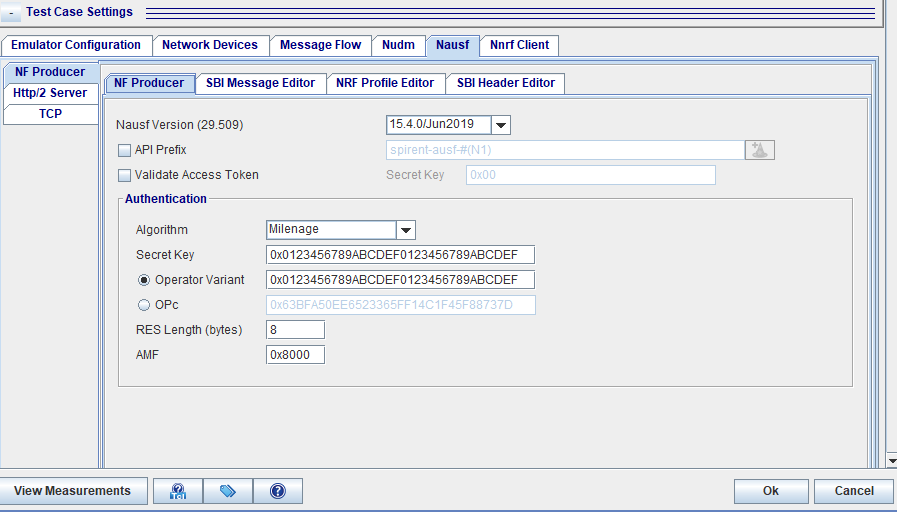 - Test Case Settings
Emulator Configuration Network Devices Message Flow Nudm Nausf Nnrf Client
NF Producer
Http/2 Server
TCP
NF Producer SBI Message Editor NRF Profile Editor SBI Header Editor
Nausf Version (29.509) 15.4.0/Jun2019
API Prefix spirent-ausf-#(N1)
Validate Access Token Secret Key 0x00
Authentication
Algorithm Milenage
Secret Key 0x0123456789ABCDEF0123456789ABCDEF
Operator Variant 0x0123456789ABCDEF0123456789ABCDEF
OPc 0x63BFA50EE6523365FF14C1F45F88737D
RES Length (bytes) 8
AMF 0x8000
View Measurements Tcl ? Ok Cancel